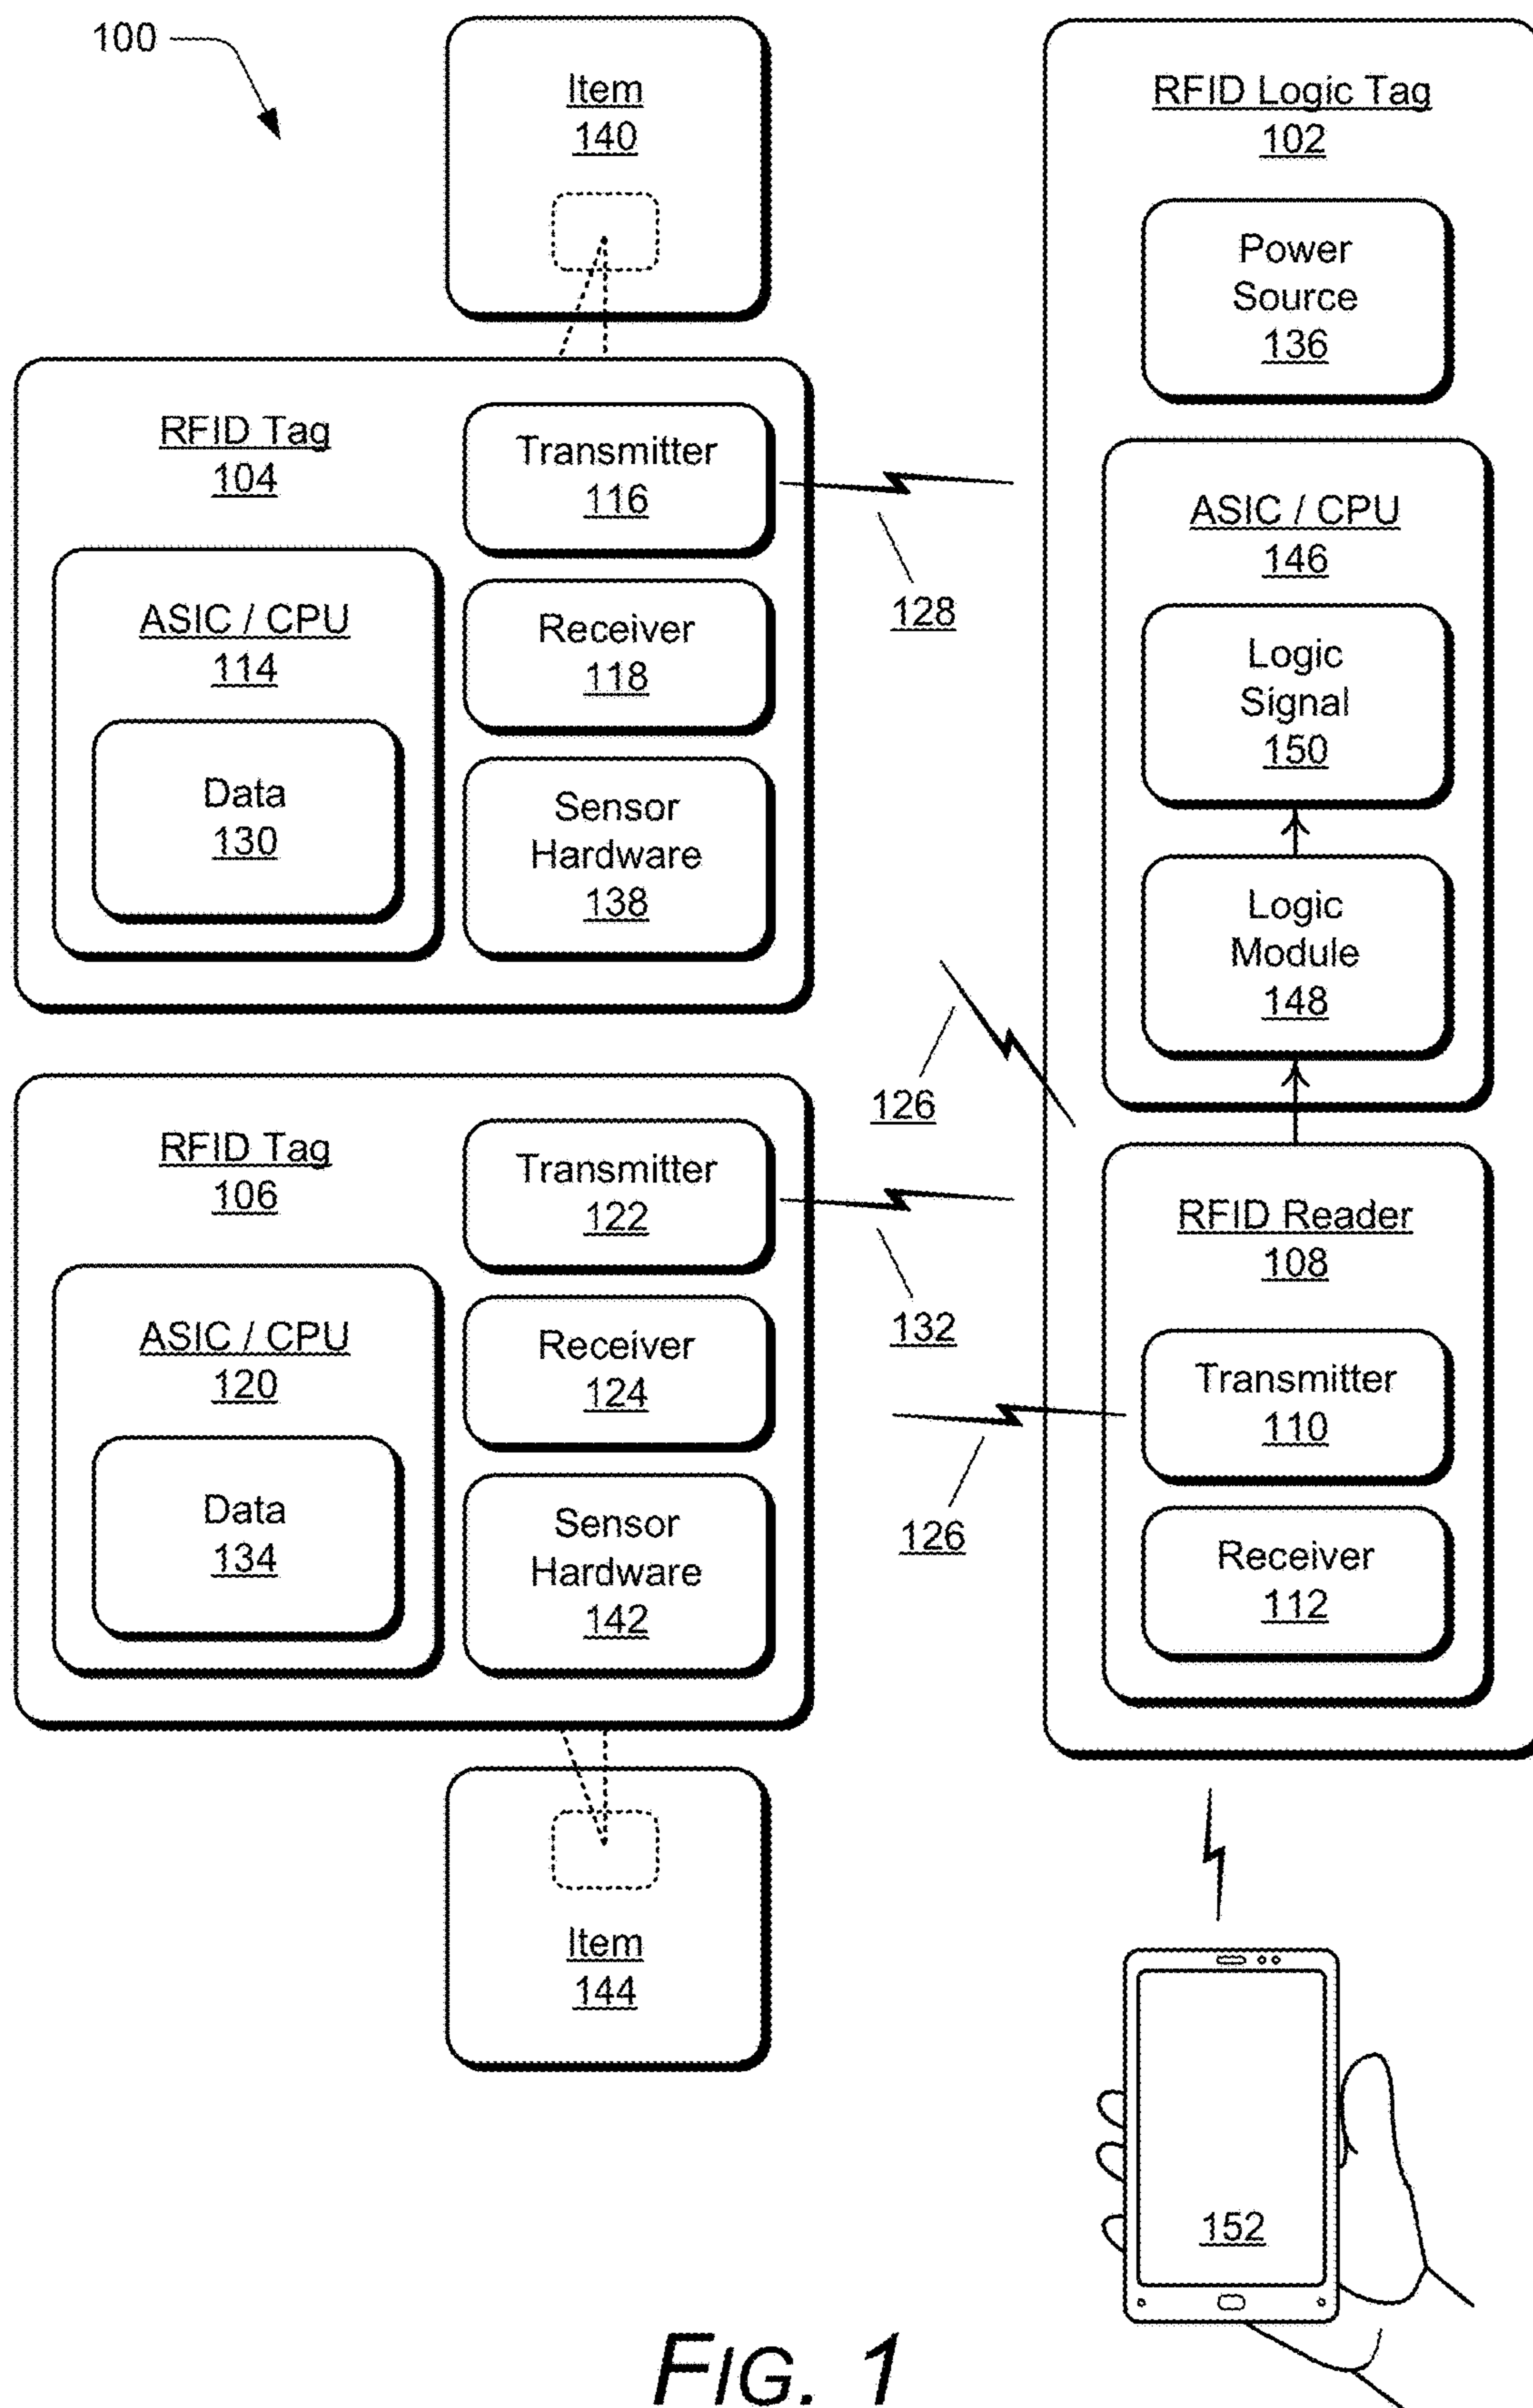 100
Item
140
RFID Tag
104
Transmitter
116
ASIC / CPU
114
Receiver
118
Data
130
Sensor
Hardware
138
128
126
RFID Tag
106
Transmitter
122
ASIC / CPU
120
Receiver
124
Data
134
Sensor
Hardware
142
132
126
Item
144
RFID Logic Tag
102
Power
Source
136
ASIC / CPU
146
Logic
Signal
150
Logic
Module
148
RFID Reader
108
Transmitter
110
Receiver
112
152
FIG. 1